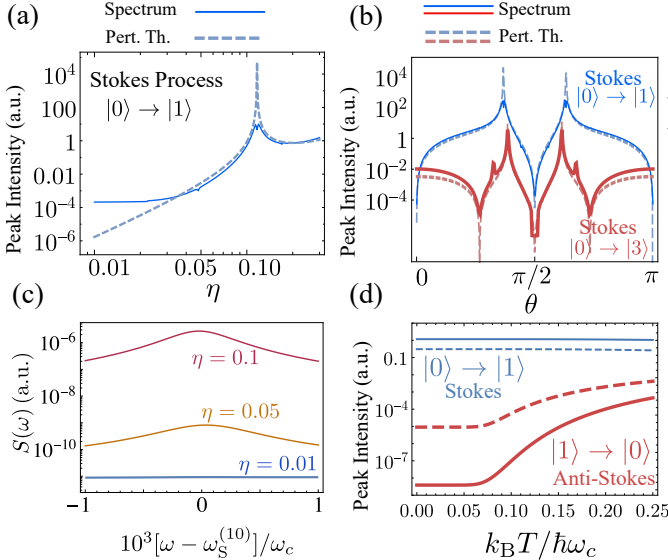 (a)
Spectrum
Pert. Th.
Peak Intensity (a.u.)
10^4
100
1
0.01
10^-4
10^-6
Stokes Process
|0⟩ → |1⟩
0.01
0.10
η
(b)
Spectrum
Pert. Th.
Peak Intensity (a.u.)
10^4
10^2
1
10^-2
10^-4
Stokes
|0⟩ → |1⟩
Stokes
|0⟩ → |3⟩
0
π/2
π
θ
(c)
S(ω) (a.u.)
10^-6
10^-8
10^-10
η = 0.1
η = 0.05
η = 0.01
-1
0
1
10^3[ω − ω_S^(10)]/ω_c
(d)
Peak Intensity (a.u.)
0.1
10^-4
10^-7
|0⟩ → |1⟩
Stokes
|1⟩ → |0⟩
Anti-Stokes
0.00 0.05 0.10 0.15 0.20 0.25
k_B T/ℏω_c